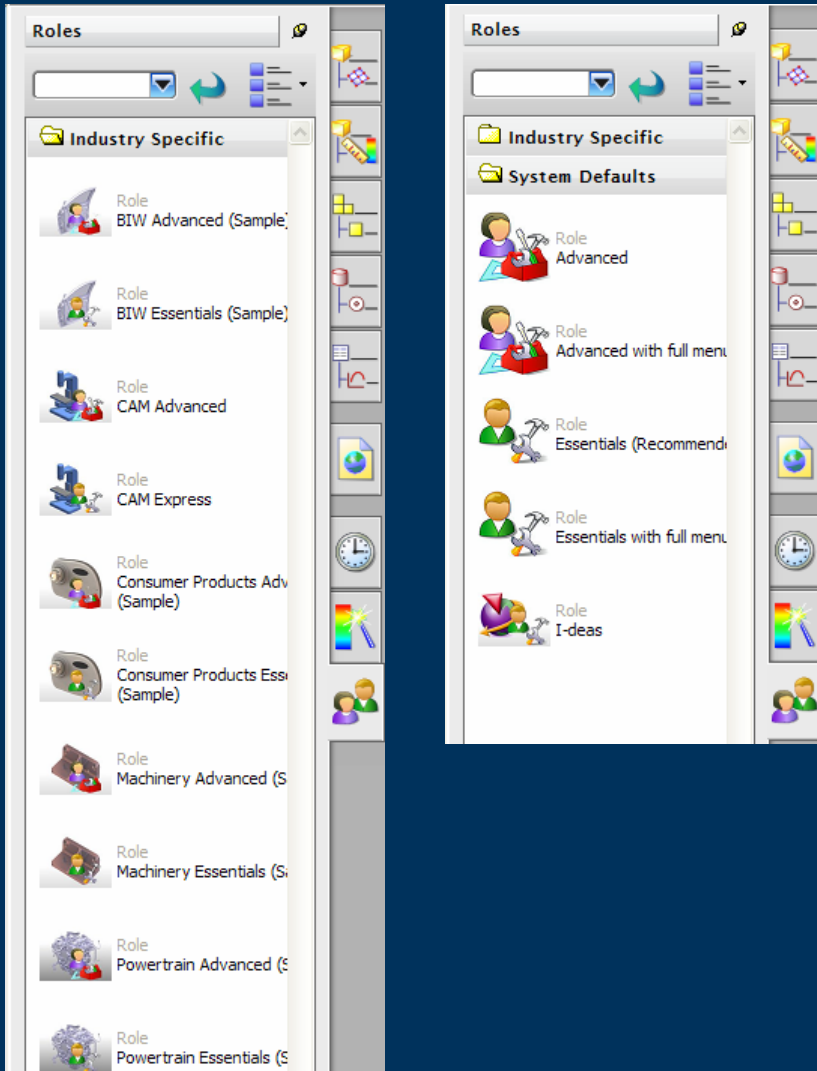 Roles
Industry Specific
Role
BIW Advanced (Sample)
Role
BIW Essentials (Sample)
Role
CAM Advanced
Role
CAM Express
Role
Consumer Products Adv
(Sample)
Role
Consumer Products Esse
(Sample)
Role
Machinery Advanced (S
Role
Machinery Essentials (Sa
Role
Powertrain Advanced (S
Role
Powertrain Essentials (S
Roles
Industry Specific
System Defaults
Role
Advanced
Role
Advanced with full menu
Role
Essentials (Recommende
Role
Essentials with full menu
Role
I-deas